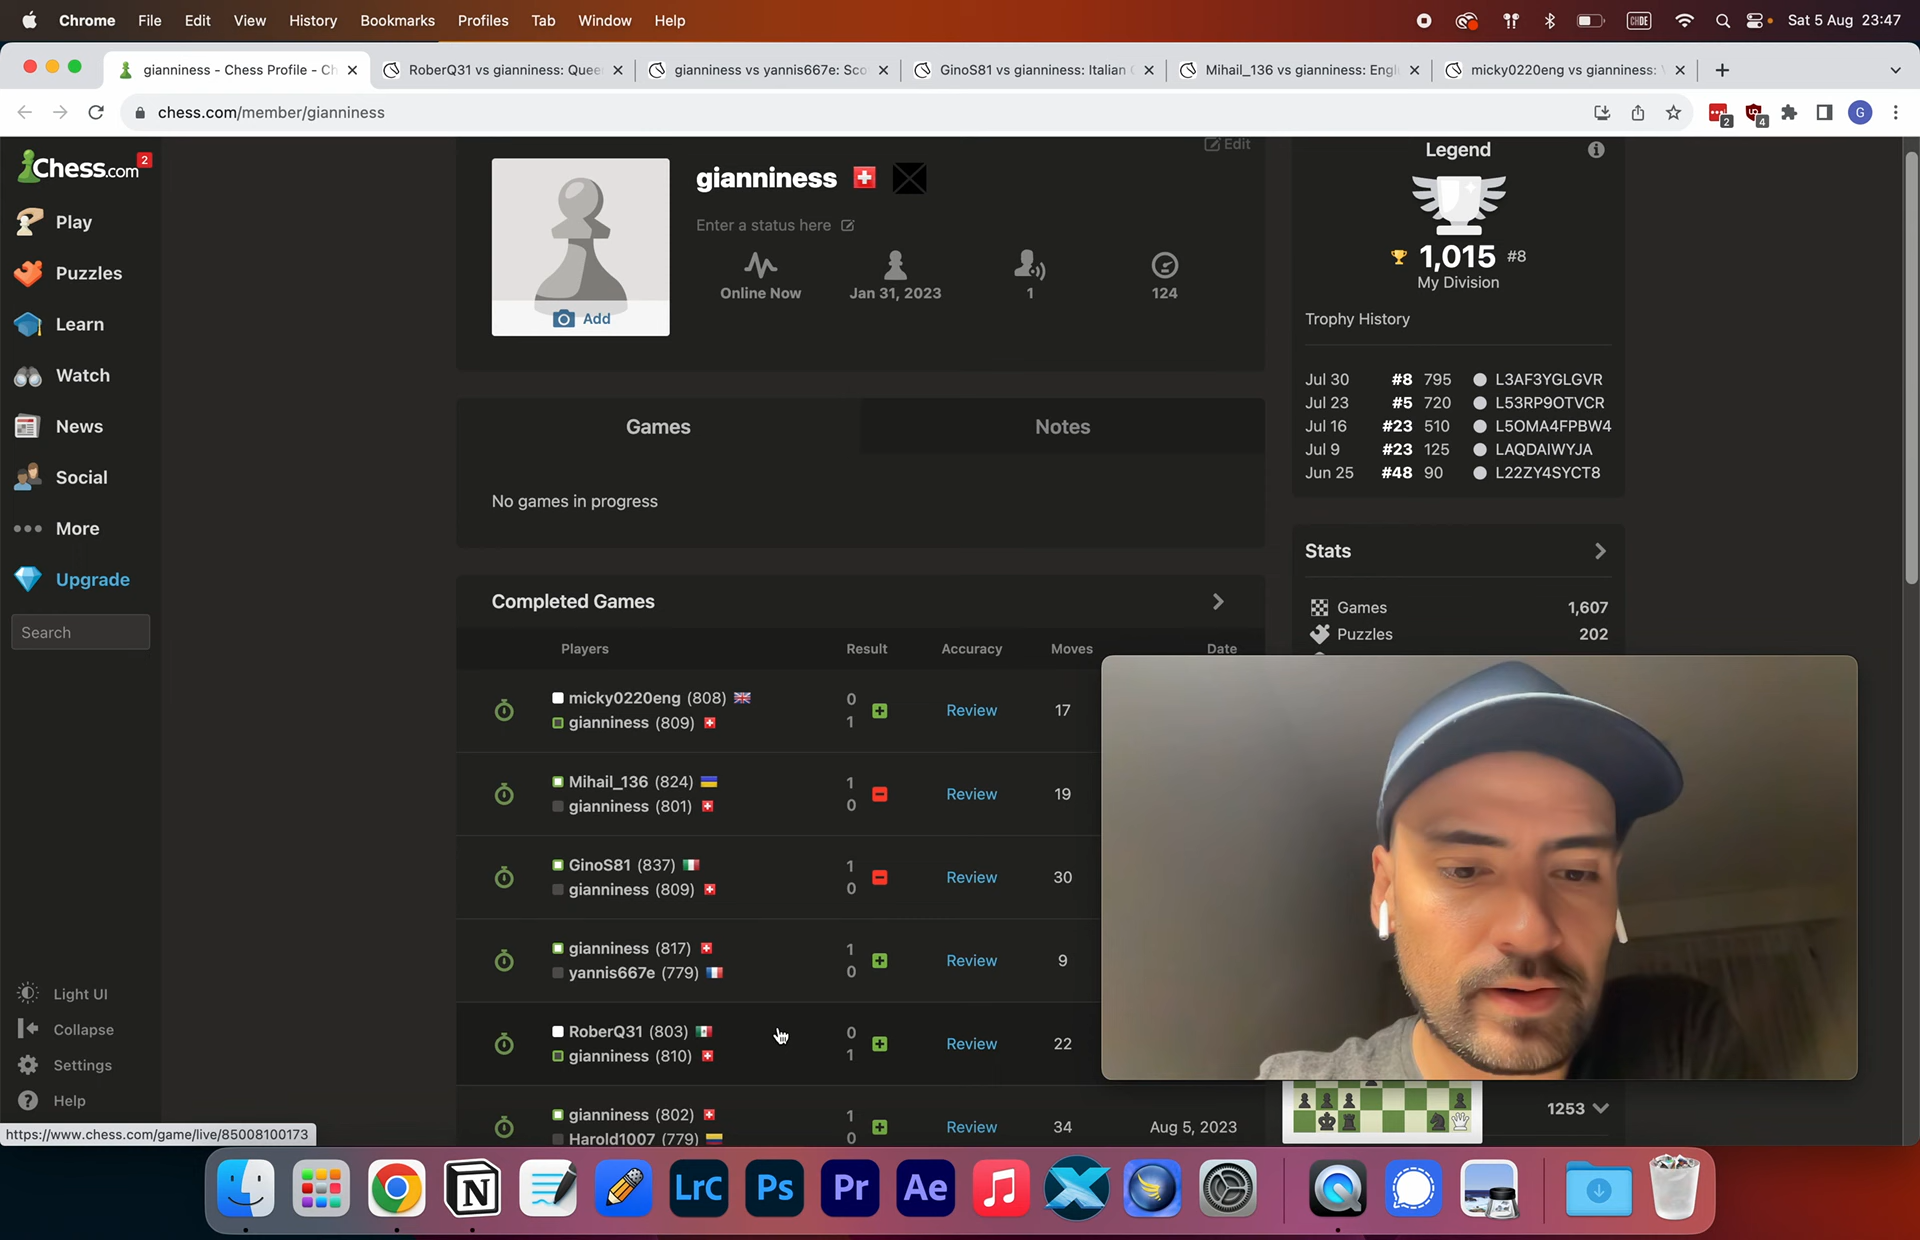 Chrome File Edit View History Bookmarks Profiles Tab Window Help Sat 5 Aug 23:47
gianniness - Chess Profile - Ch
RoberQ31 vs gianniness: Quee
gianniness vs yannis667e: Sco
GinoS81 vs gianniness: Italian
Mihail_136 vs gianniness: Engl
micky0220eng vs gianniness:
chess.com/member/gianniness
2
4
G
Chess.com 2
Play
Puzzles
Learn
Watch
News
Social
More
Upgrade
Search
Light UI
Collapse
Settings
Help
Edit
gianniness
Enter a status here
Online Now
Jan 31, 2023
1
124
Add
Games
Notes
No games in progress
Completed Games
Players Result Accuracy Moves Date
micky0220eng (808) 0
gianniness (809) 1
Review 17
Mihail_136 (824) 1
gianniness (801) 0
Review 19
GinoS81 (837) 1
gianniness (809) 0
Review 30
gianniness (817) 1
yannis667e (779) 0
Review 9
RoberQ31 (803) 0
gianniness (810) 1
Review 22
gianniness (802) 1
Harold1007 (779) 0
Review 34 Aug 5, 2023
Legend
1,015 #8
My Division
Trophy History
Jul 30 #8 795 L3AF3YGLGVR
Jul 23 #5 720 L53RP9OTVCR
Jul 16 #23 510 L5OMA4FPBW4
Jul 9 #23 125 LAQDAIWYJA
Jun 25 #48 90 L22ZY4SYCT8
Stats
Games 1,607
Puzzles 202
1253
https://www.chess.com/game/live/85008100173
N
LrC
Ps
Pr
Ae